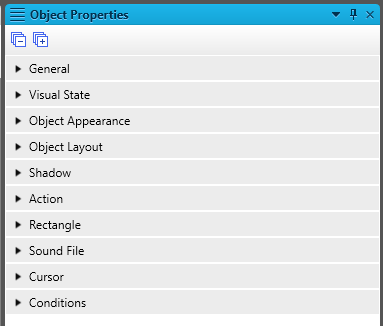 Object Properties
General
Visual State
Object Appearance
Object Layout
Shadow
Action
Rectangle
Sound File
Cursor
Conditions